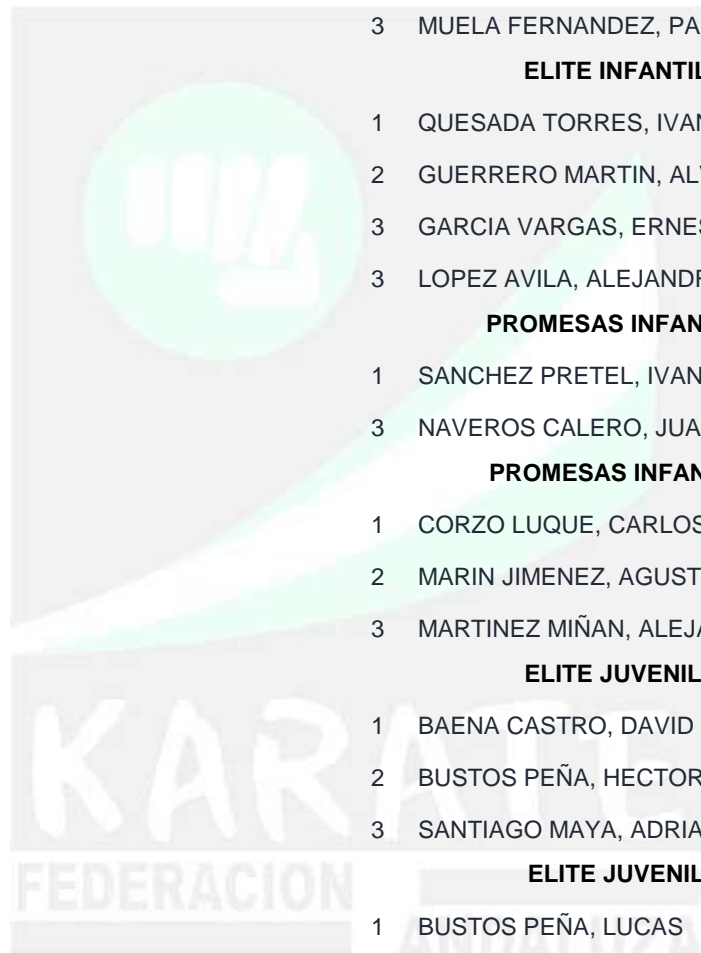 3 MUELA FERNANDEZ, PA
ELITE INFANTIL
1 QUESADA TORRES, IVAN
2 GUERRERO MARTIN, AL
3 GARCIA VARGAS, ERNES
3 LOPEZ AVILA, ALEJANDR
PROMESAS INFAN
1 SANCHEZ PRETEL, IVAN
3 NAVEROS CALERO, JUA
PROMESAS INFAN
1 CORZO LUQUE, CARLOS
2 MARIN JIMENEZ, AGUST
3 MARTINEZ MIÑAN, ALEJA
ELITE JUVENIL
1 BAENA CASTRO, DAVID
2 BUSTOS PEÑA, HECTOR
3 SANTIAGO MAYA, ADRIA
ELITE JUVENIL
1 BUSTOS PEÑA, LUCAS
KARATE
FEDERACION
ANDALUZA